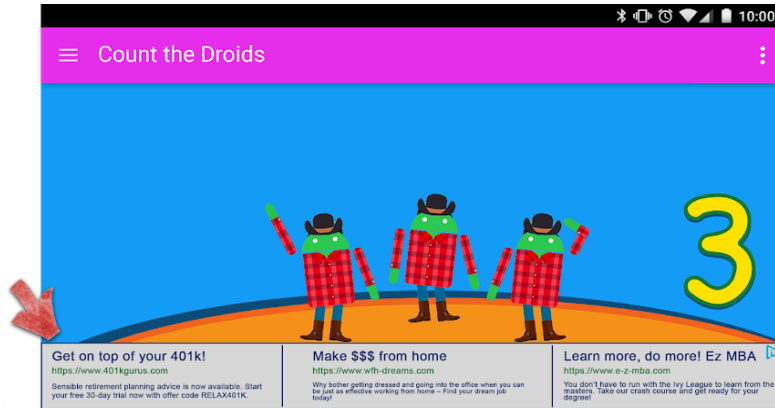 10:00
Count the Droids
3
Get on top of your 401k!
https://www.401kgurus.com
Sensible retirement planning advice is now available. Start
your free 30-day trial now with offer code RELAX401K.
Make $$$ from home
https://www.wfh-dreams.com
Why bother getting dressed and going into the office when you can
be just as effective working from home – Find your dream job
today!
Learn more, do more! Ez MBA
https://www.e-z-mba.com
You don't have to run with the Ivy League to learn from the
masters. Take our crash course and get ready for your
degree!